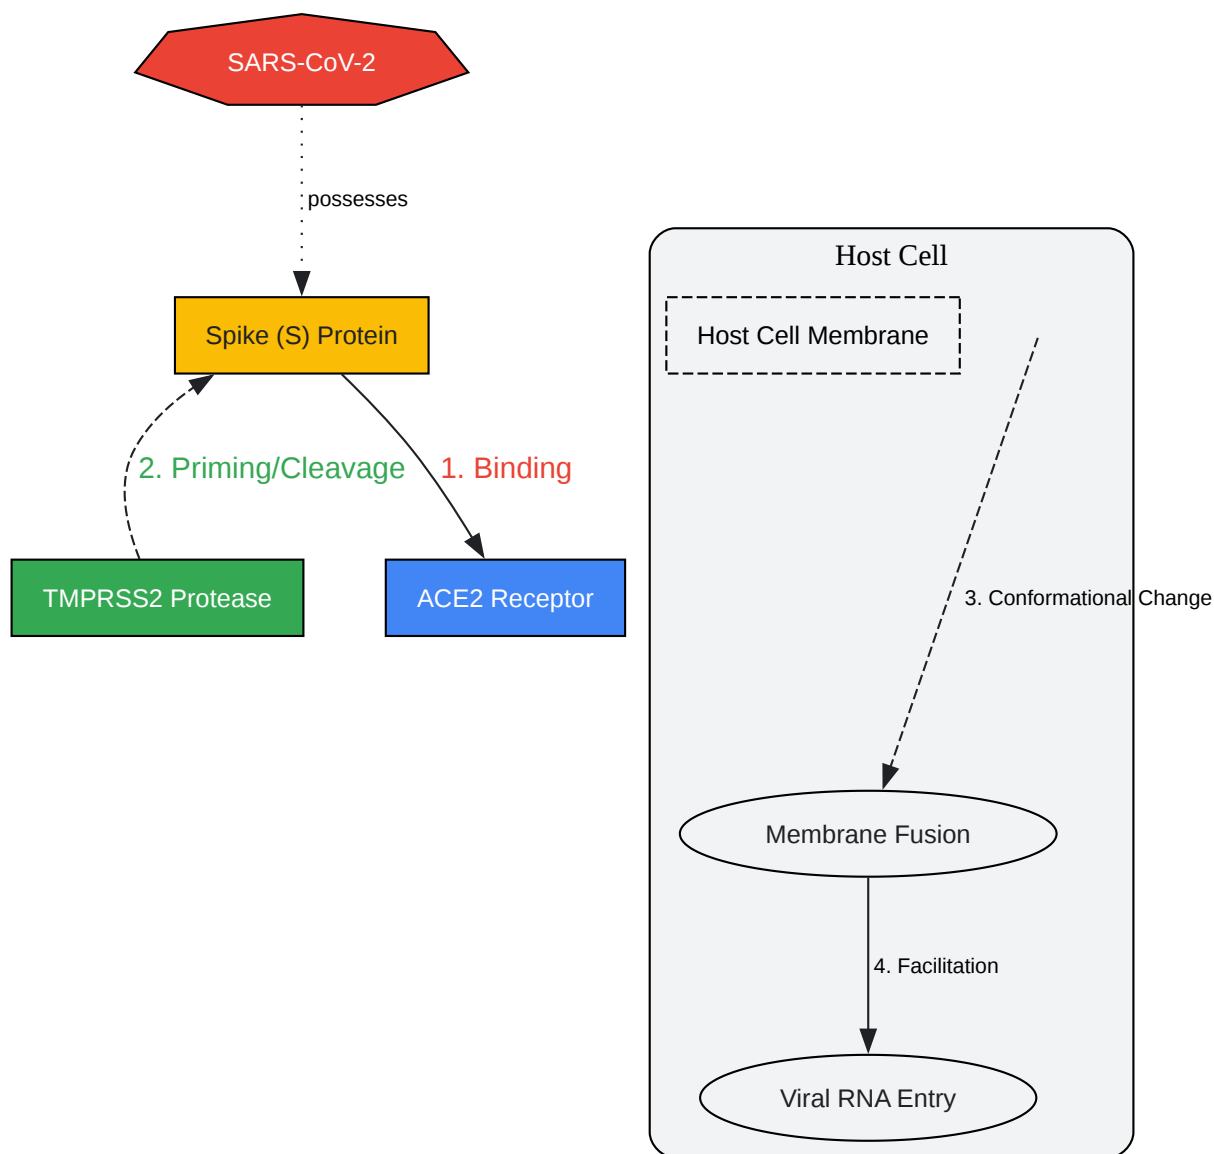 SARS-CoV-2
possesses
Host Cell
Spike (S) Protein
Host Cell Membrane
2. Priming/Cleavage
1. Binding
TMPRSS2 Protease
ACE2 Receptor
3. Conformational Change
Membrane Fusion
4. Facilitation
Viral RNA Entry